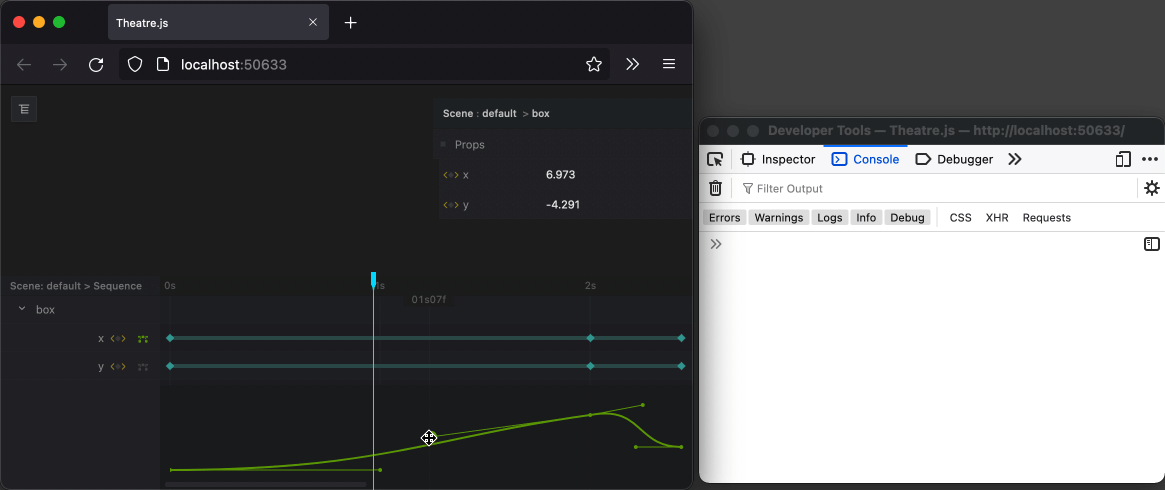 Theatre.js
localhost:50633
Scene : default > box
Props
x 6.973
y -4.291
Scene: default > Sequence 0s 1s 2s
01s07f
box
x
y
Developer Tools — Theatre.js — http://localhost:50633/
Inspector Console Debugger
Filter Output
Errors Warnings Logs Info Debug CSS XHR Requests